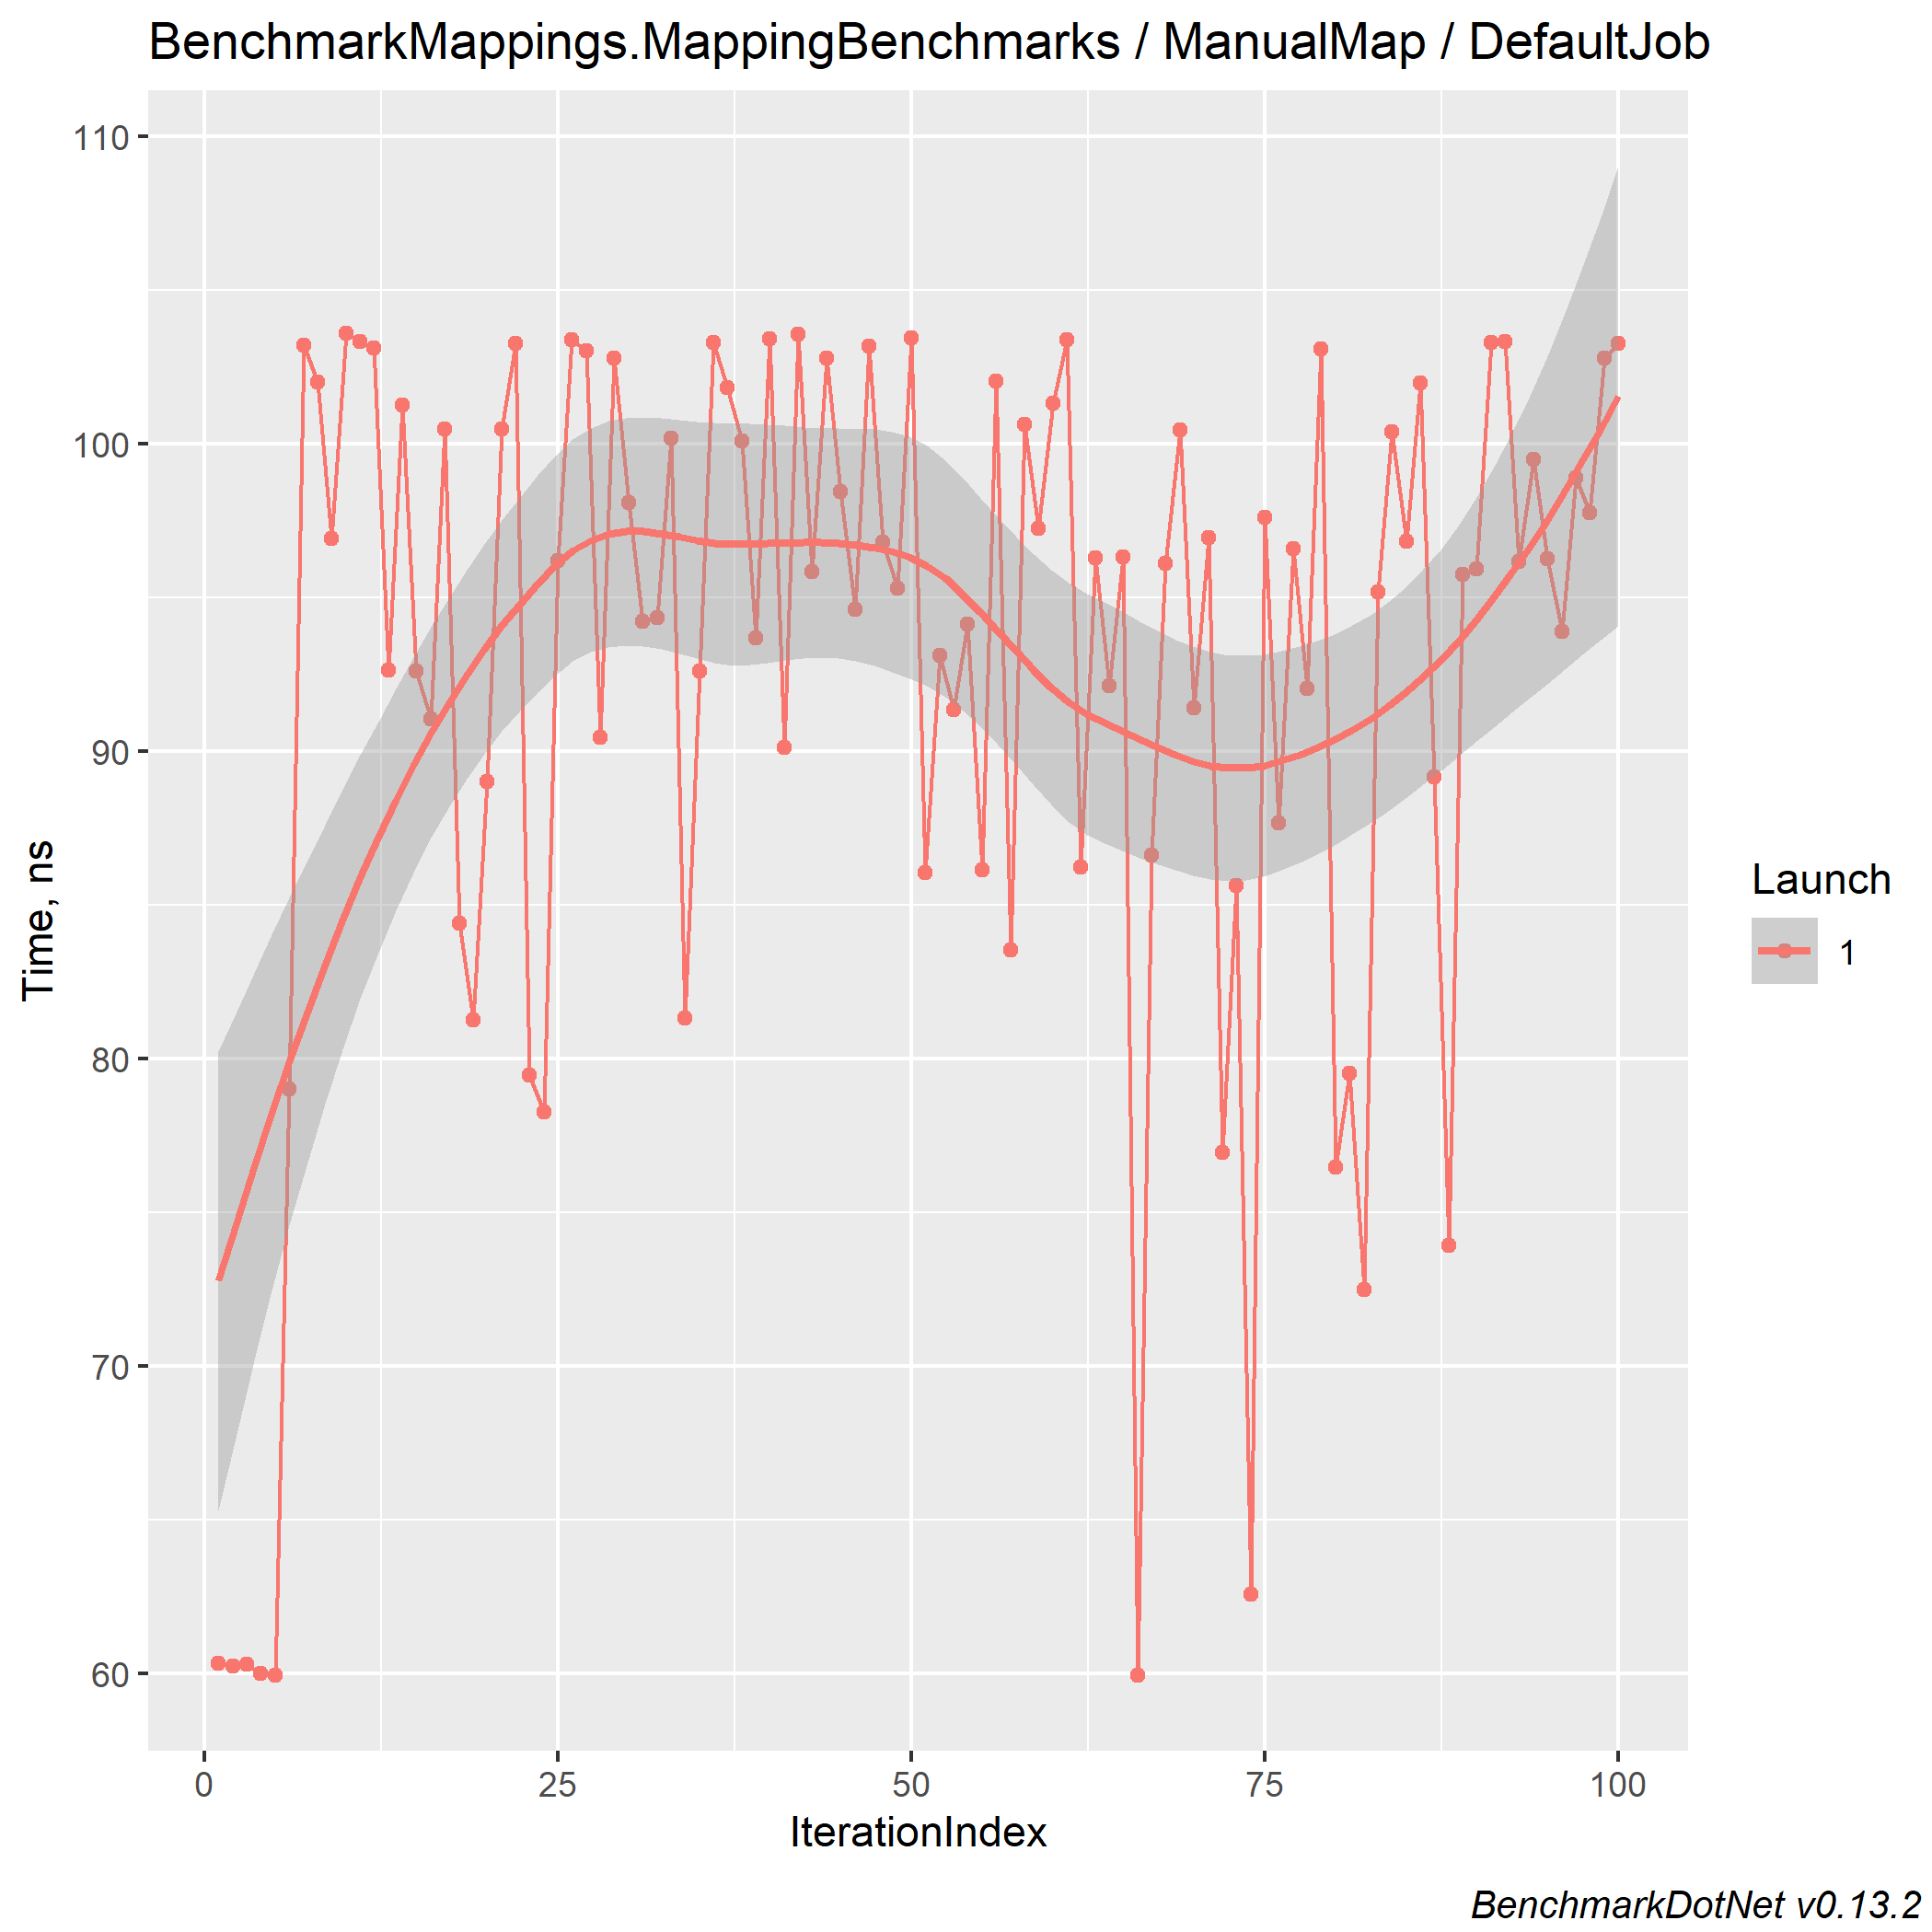 BenchmarkMappings.MappingBenchmarks / ManualMap / DefaultJob
Time, ns
110
100
90
80
70
60
0 25 50 75 100
IterationIndex
Launch
1
BenchmarkDotNet v0.13.2